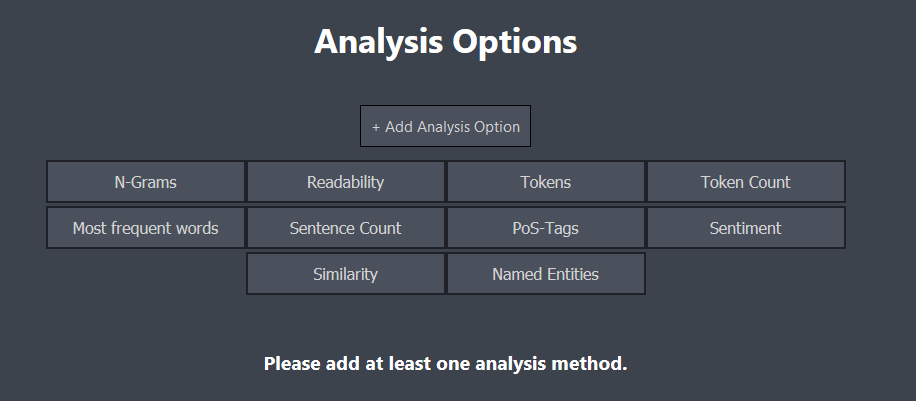 Analysis Options
+ Add Analysis Option
N-Grams Readability Tokens Token Count
Most frequent words Sentence Count PoS-Tags Sentiment
Similarity Named Entities
Please add at least one analysis method.